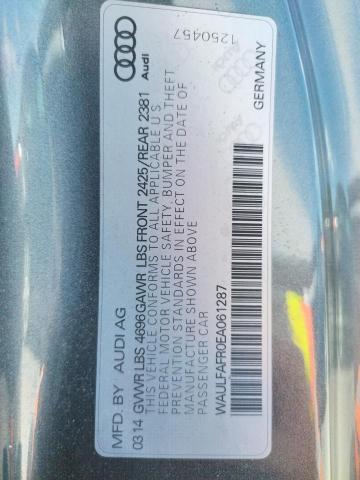 MFD. BY AUDI AG
03 14 GVWR LBS 4696 GAWR LBS FRONT 2425/REAR 2381
THIS VEHICLE CONFORMS TO ALL APPLICABLE U S
FEDERAL MOTOR VEHICLE SAFETY, BUMPER AND THEFT
PREVENTION STANDARDS IN EFFECT ON THE DATE OF
MANUFACTURE SHOWN ABOVE
PASSENGER CAR
WAULFAFR0EA061287
GERMANY
Audi
1250457